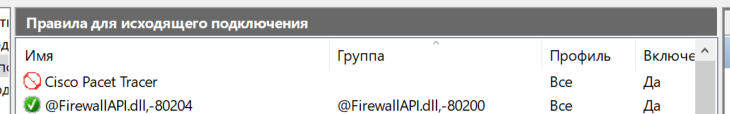 Правила для исходящего подключения
Имя Группа Профиль Включе
Cisco Pacet Tracer Все Да
@FirewallAPI.dll,-80204 @FirewallAPI.dll,-80200 Все Да